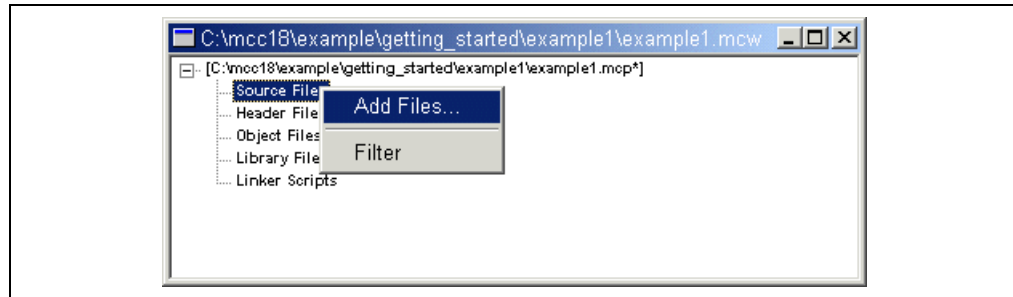 C:\mcc18\example\getting_started\example1\example1.mcw
[C:\mcc18\example\getting_started\example1\example1.mcp*]
Source File
Add Files...
Header File
Object Files
Filter
Library File
Linker Scripts